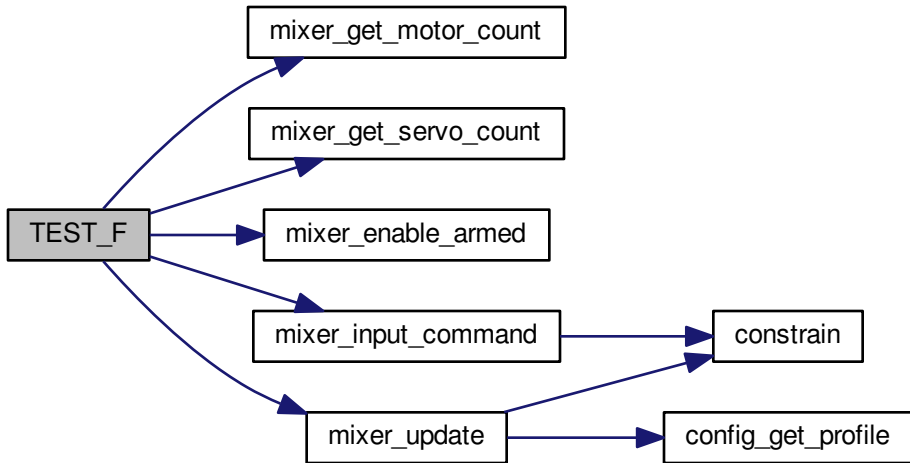 mixer_get_motor_count
mixer_get_servo_count
TEST_F
mixer_enable_armed
mixer_input_command
constrain
mixer_update
config_get_profile